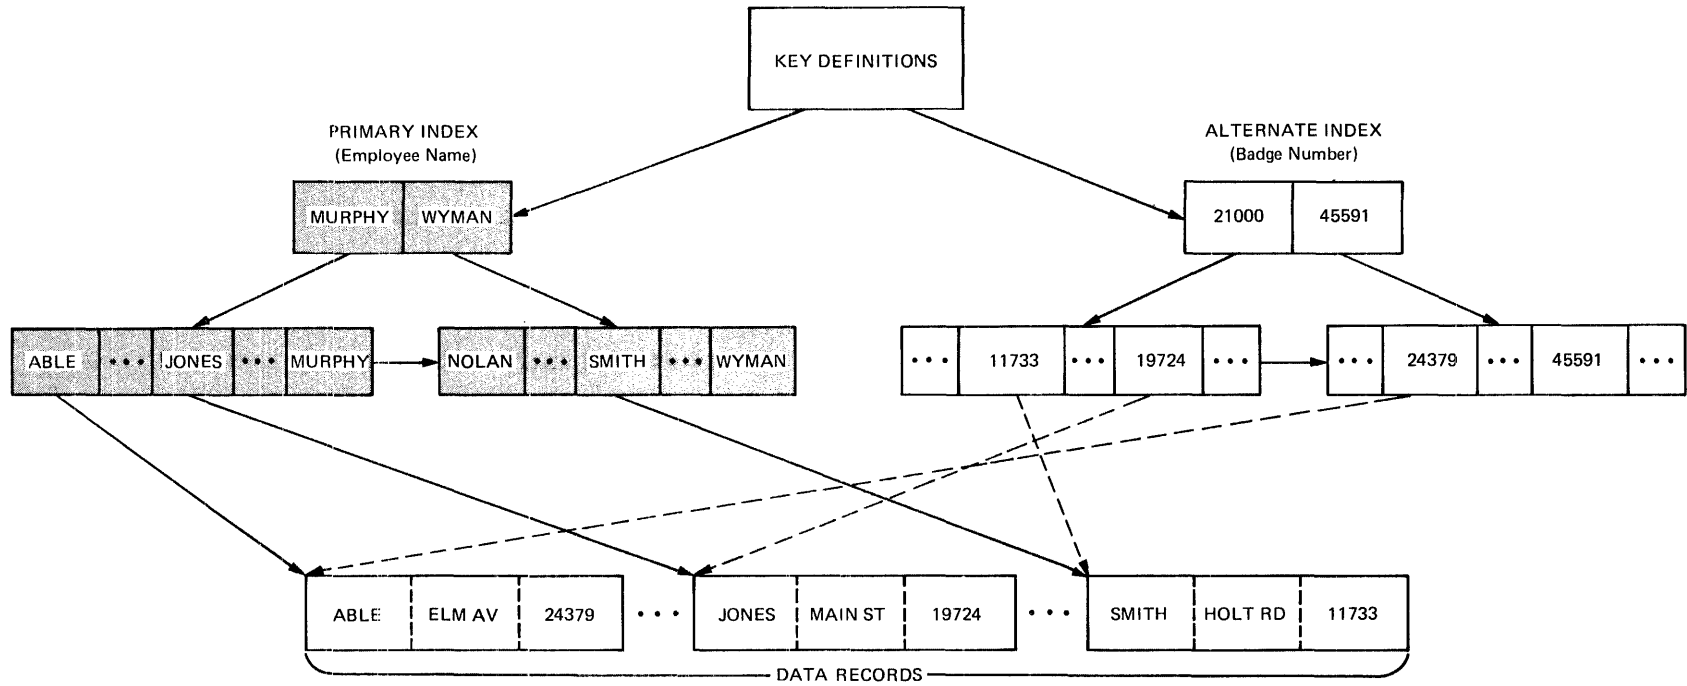 KEY DEFINITIONS
PRIMARY INDEX
(Employee Name)
ALTERNATE INDEX
(Badge Number)
MURPHY WYMAN
21000 45591
ABLE ••• JONES ••• MURPHY
NOLAN ••• SMITH ••• WYMAN
••• 11733 ••• 19724 •••
••• 24379 ••• 45591 •••
ABLE ELM AV 24379 ••• JONES MAIN ST 19724 ••• SMITH HOLT RD 11733
DATA RECORDS